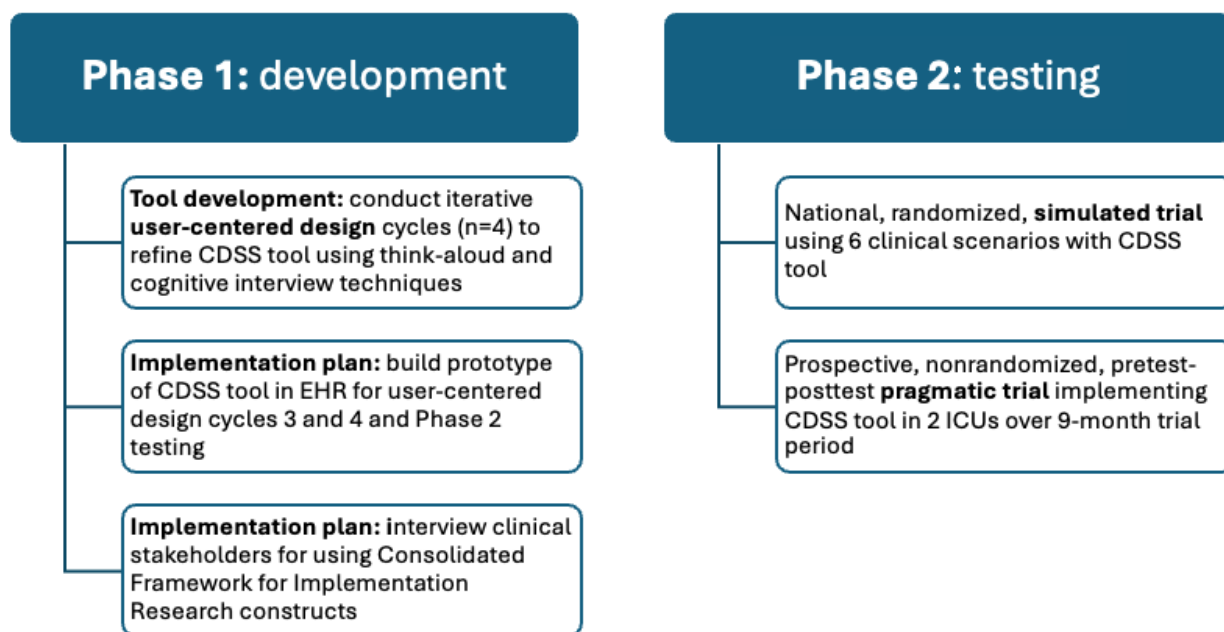 Phase 1: development
Tool development: conduct iterative
user-centered design cycles (n=4) to
refine CDSS tool using think-aloud and
cognitive interview techniques
Implementation plan: build prototype
of CDSS tool in EHR for user-centered
design cycles 3 and 4 and Phase 2
testing
Implementation plan: interview clinical
stakeholders for using Consolidated
Framework for Implementation
Research constructs
Phase 2: testing
National, randomized, simulated trial
using 6 clinical scenarios with CDSS
tool
Prospective, nonrandomized, pretest-
posttest pragmatic trial implementing
CDSS tool in 2 ICUs over 9-month trial
period